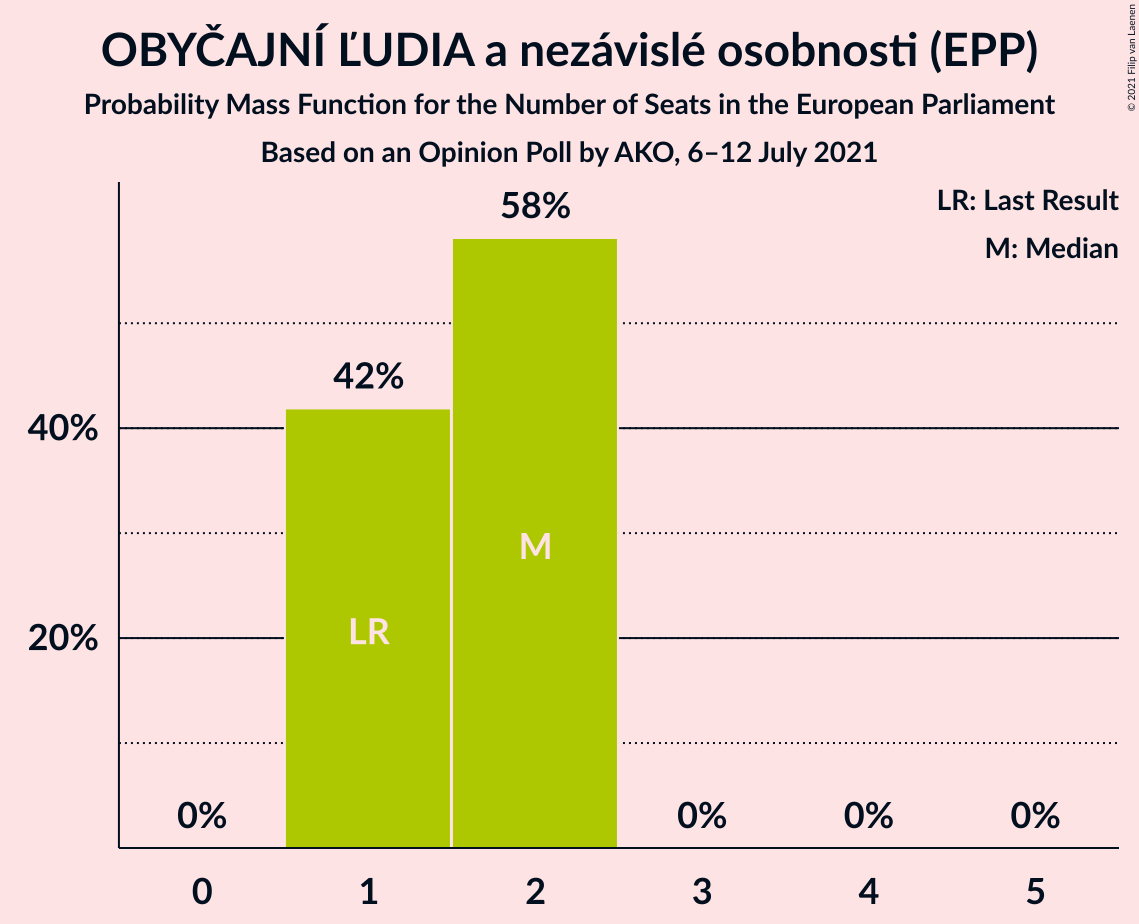 OBYČAJNÍ ĽUDIA a nezávislé osobnosti (EPP)
Probability Mass Function for the Number of Seats in the European Parliament
Based on an Opinion Poll by AKO, 6–12 July 2021
© 2021 Filip van Laenen
LR: Last Result
M: Median
58%
42%
40%
M
LR
20%
0% 0% 0% 0%
0 1 2 3 4 5